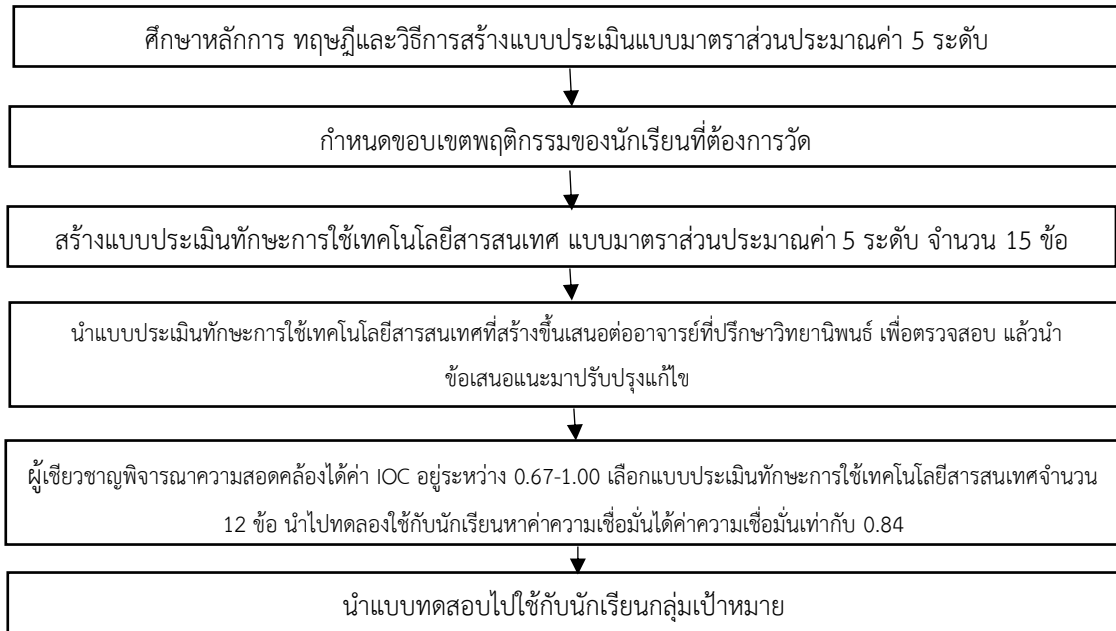 ศึกษาหลักการ ทฤษฎีและวิธีการสร้างแบบประเมินแบบมาตราส่วนประมาณค่า 5 ระดับ
กำหนดขอบเขตพฤติกรรมของนักเรียนที่ต้องการวัด
สร้างแบบประเมินทักษะการใช้เทคโนโลยีสารสนเทศ แบบมาตราส่วนประมาณค่า 5 ระดับ จำนวน 15 ข้อ
นำแบบประเมินทักษะการใช้เทคโนโลยีสารสนเทศที่สร้างขึ้นเสนอต่ออาจารย์ที่ปรึกษาวิทยานิพนธ์ เพื่อตรวจสอบ แล้วนำ
ข้อเสนอแนะมาปรับปรุงแก้ไข
ผู้เชียวชาญพิจารณาความสอดคล้องได้ค่า IOC อยู่ระหว่าง 0.67-1.00 เลือกแบบประเมินทักษะการใช้เทคโนโลยีสารสนเทศจำนวน
12 ข้อ นำไปทดลองใช้กับนักเรียนหาค่าความเชื่อมั่นได้ค่าความเชื่อมั่นเท่ากับ 0.84
นำแบบทดสอบไปใช้กับนักเรียนกลุ่มเป้าหมาย